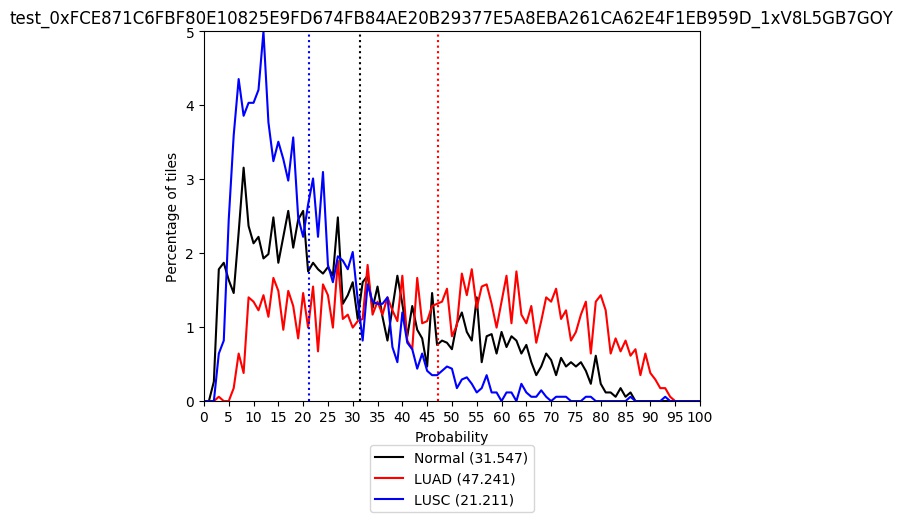 test_0xFCE871C6FBF80E10825E9FD674FB84AE20B29377E5A8EBA261CA62E4F1EB959D_1xV8L5GB7GOY
5
4
3
2
1
0
Percentage of tiles
0 5 10 15 20 25 30 35 40 45 50 55 60 65 70 75 80 85 90 95 100
Probability
Normal (31.547)
LUAD (47.241)
LUSC (21.211)